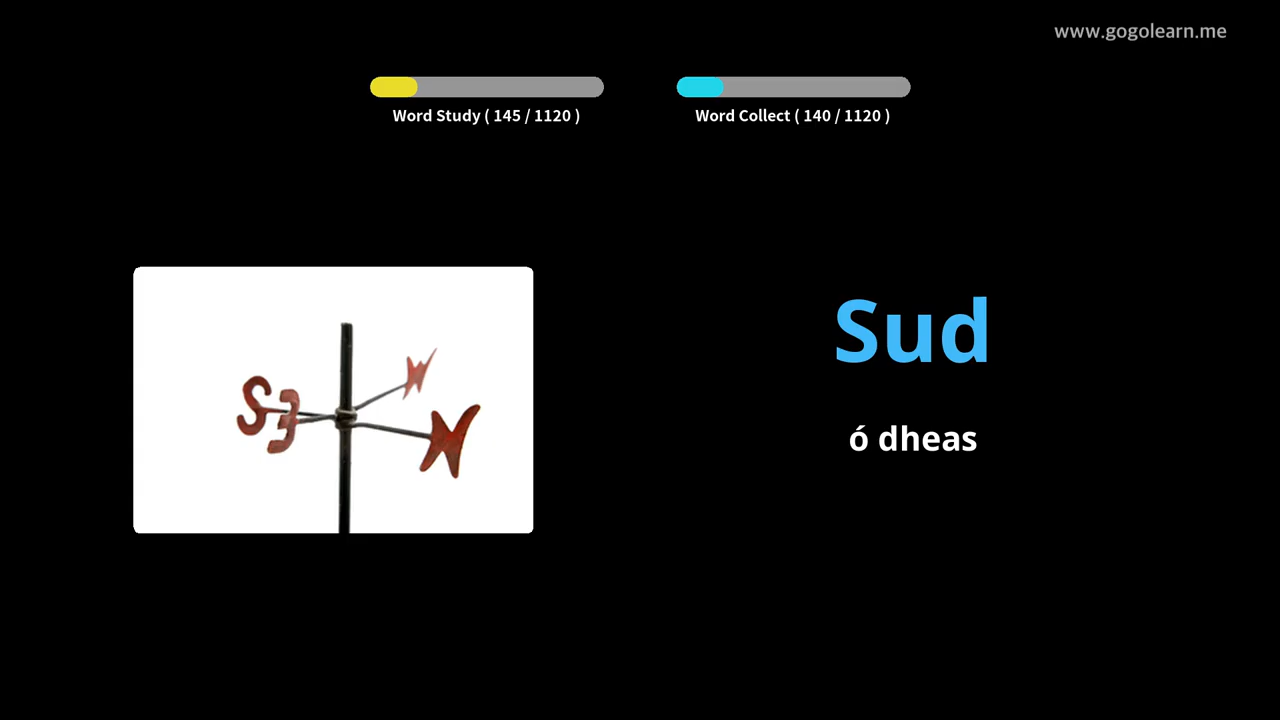 www.gogolearn.me
Word Study ( 145 / 1120 )
Word Collect ( 140 / 1120 )
Sud
ó dheas
S
E
N
W